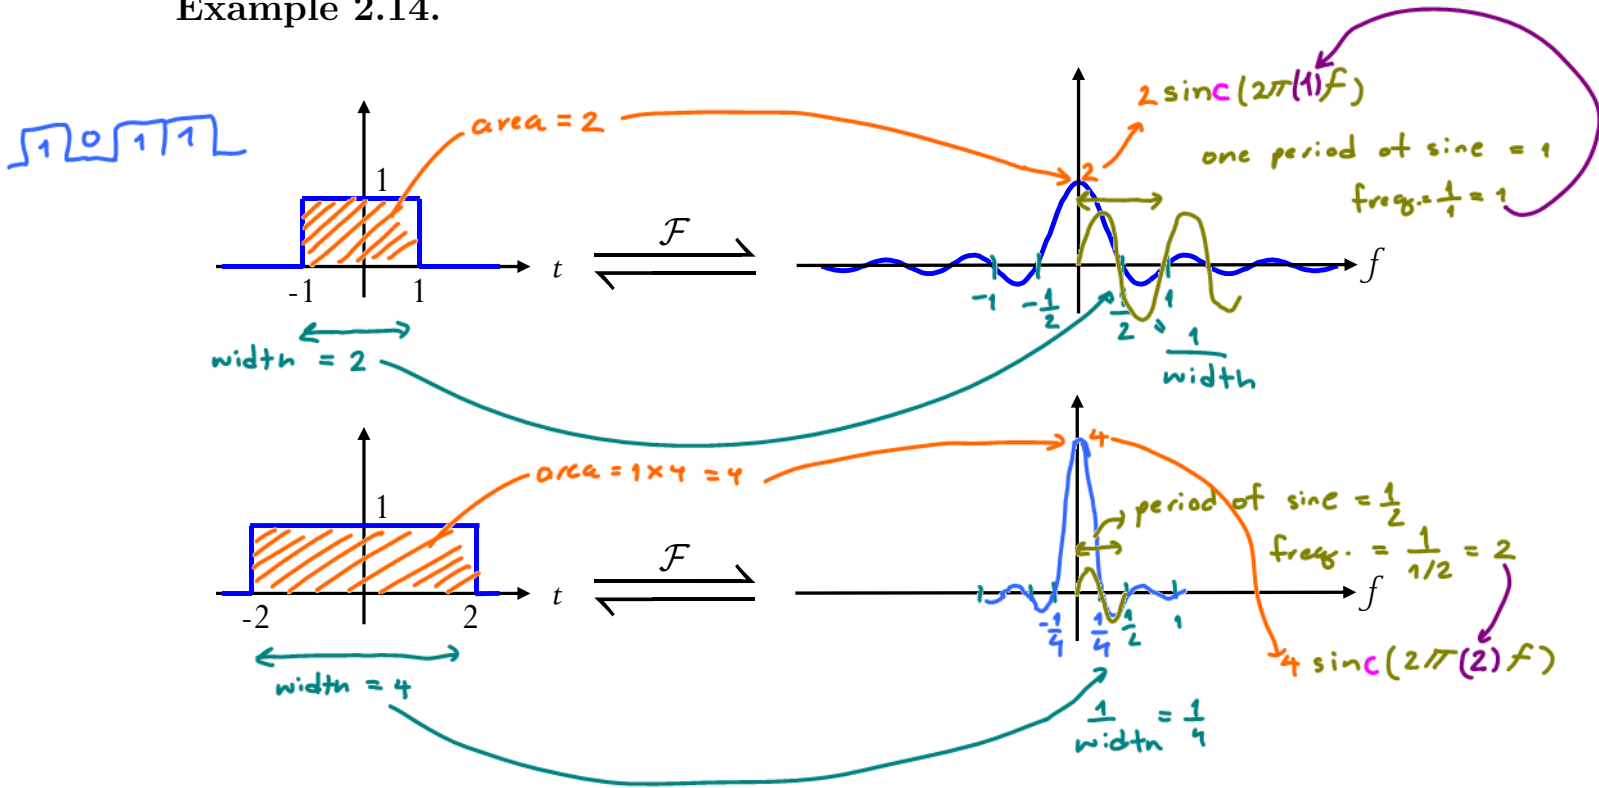 Example 2.14.
1 0 1 1
area = 2
2 sinc(2π(1)f)
one period of sine = 1
freq. = 1/1 = 1
1
2
F
t
f
-1 1
-1 -1/2 1/2 1
width = 2
1/width
area = 1 × 4 = 4
4
1
period of sine = 1/2
freq. = 1/(1/2) = 2
F
t
f
-2 2
-1/4 1/4 1/2 1
4 sinc(2π(2)f)
width = 4
1/width = 1/4